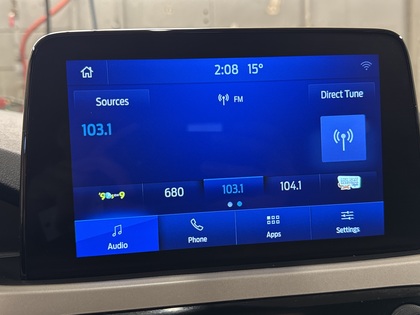 2:08 15°
Sources
FM
Direct Tune
103.1
680
103.1
104.1
Audio
Phone
Apps
Settings